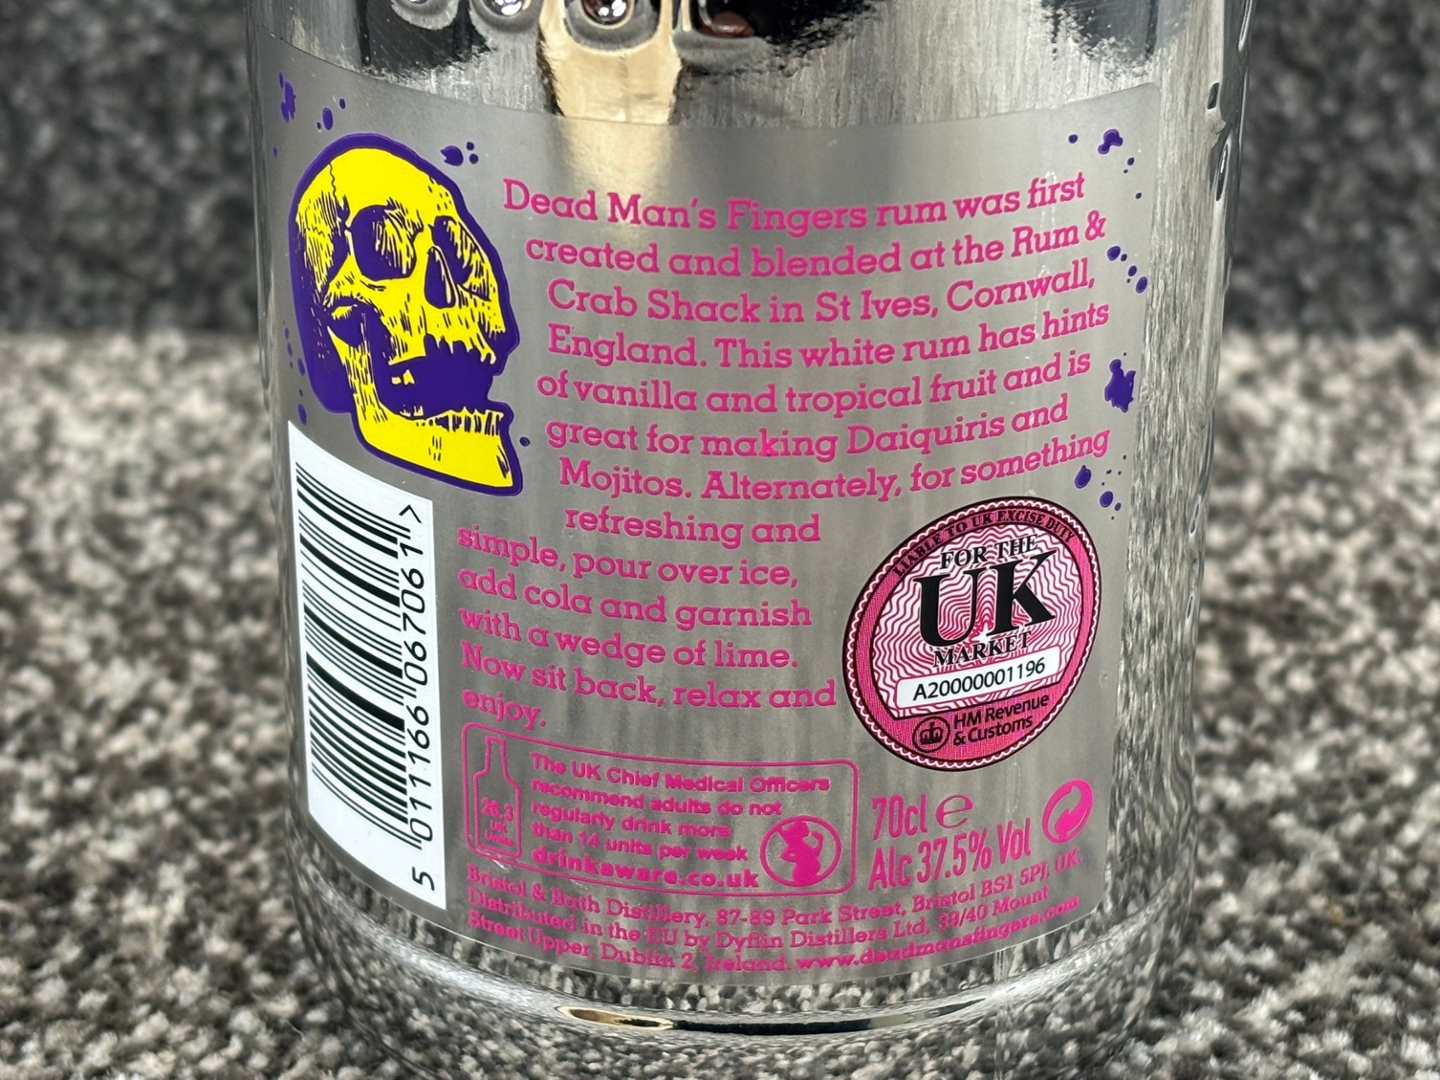 Dead Man's Fingers rum was first
created and blended at the Rum &
Crab Shack in St Ives, Cornwall,
England. This white rum has hints
of vanilla and tropical fruit and is
great for making Daiquiris and
Mojitos. Alternately, for something
refreshing and
simple, pour over ice,
add cola and garnish
with a wedge of lime.
Now sit back, relax and
enjoy.
LIABLE TO UK EXCISE DUTY
FOR THE
UK
MARKET
A20000001196
HM Revenue
& Customs
5 011166 067061 >
26.3
UK
Units
The UK Chief Medical Officers
recommend adults do not
regularly drink more
than 14 units per week
drinkaware.co.uk
70cl e
Alc 37.5% Vol
Bristol & Bath Distillery, 87-89 Park Street, Bristol BS1 5PJ, UK.
Distributed in the EU by Dyflin Distillers Ltd, 39/40 Mount
Street Upper, Dublin 2, Ireland. www.deadmansfingers.com